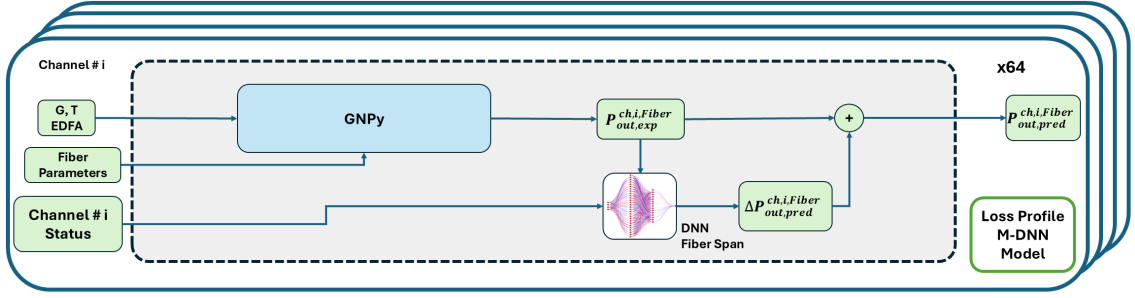 Channel # i
x64
G, T
EDFA
GNPy
P^{ch,i,Fiber}_{out,exp}
+
P^{ch,i,Fiber}_{out,pred}
Fiber
Parameters
Channel # i
Status
ΔP^{ch,i,Fiber}_{out,pred}
DNN
Fiber Span
Loss Profile
M-DNN
Model